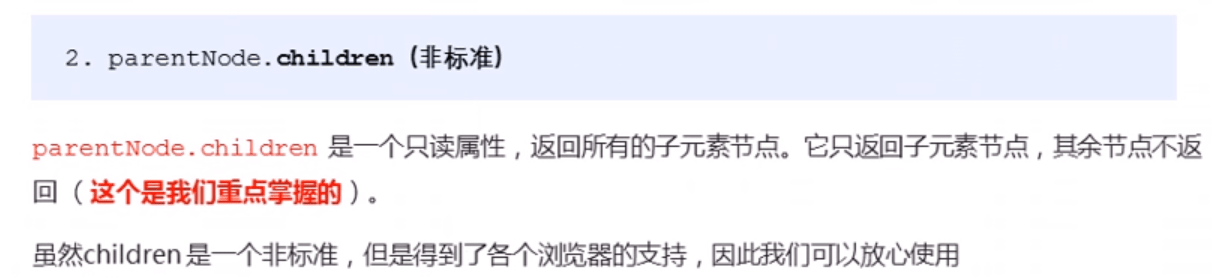 2. parentNode.children (非标准)
parentNode.children 是一个只读属性，返回所有的子元素节点。它只返回子元素节点，其余节点不返
回（这个是我们重点掌握的）。
虽然children 是一个非标准，但是得到了各个浏览器的支持，因此我们可以放心使用